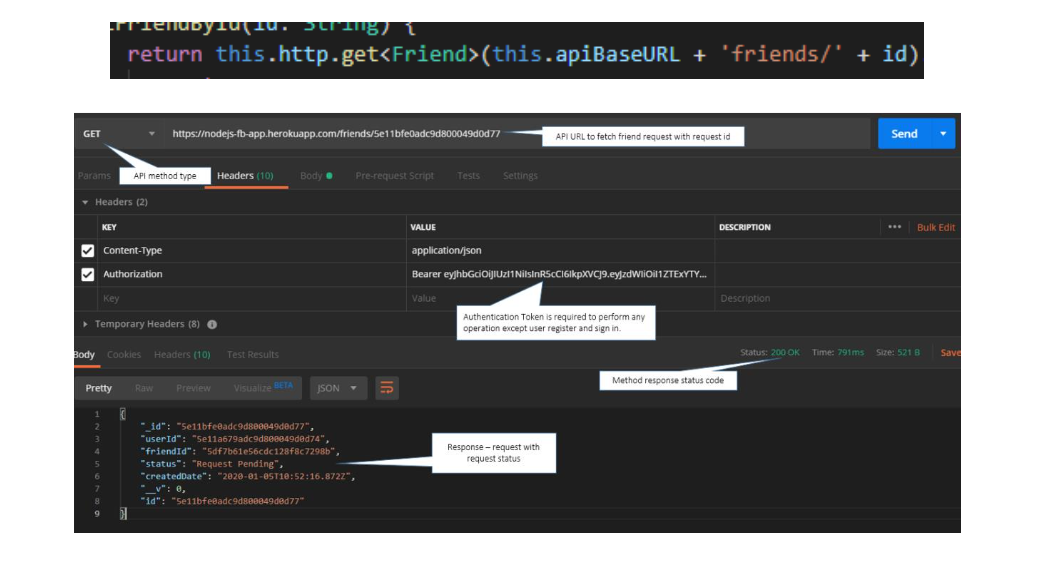 FriendById(id: String) {
return this.http.get<Friend>(this.apiBaseURL + 'friends/' + id)
GET https://nodejs-fb-app.herokuapp.com/friends/5e11bfe0adc9d800049d0d77 API URL to fetch friend request with request id Send
Params API method type Headers (10) Body Pre-request Script Tests Settings
Headers (2)
KEY VALUE DESCRIPTION ••• Bulk Edit
Content-Type application/json
Authorization Bearer eyJhbGciOiJIUzI1NiIsInR5cCI6IkpXVCJ9.eyJzdWIiOiI1ZTExYTY...
Key Value Description
Authentication Token is required to perform any
operation except user register and sign in.
Temporary Headers (8)
Body Cookies Headers (10) Test Results Status: 200 OK Time: 791ms Size: 521 B Save
Method response status code
Pretty Raw Preview Visualize BETA JSON
1 {
2 "_id": "5e11bfe0adc9d800049d0d77",
3 "userId": "5e11a679adc9d800049d0d74",
4 "friendId": "5df7b61e56cdc128f8c7298b",
5 "status": "Request Pending",
6 "createdDate": "2020-01-05T10:52:16.872Z",
7 "__v": 0,
8 "id": "5e11bfe0adc9d800049d0d77"
9 }
Response – request with
request status